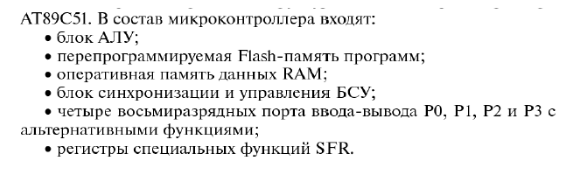 АТ89С51. В состав микроконтроллера входят:
• блок АЛУ;
• перепрограммируемая Flash-память программ;
• оперативная память данных RAM;
• блок синхронизации и управления БСУ;
• четыре восьмиразрядных порта ввода-вывода P0, P1, P2 и P3 с
альтернативными функциями;
• регистры специальных функций SFR.